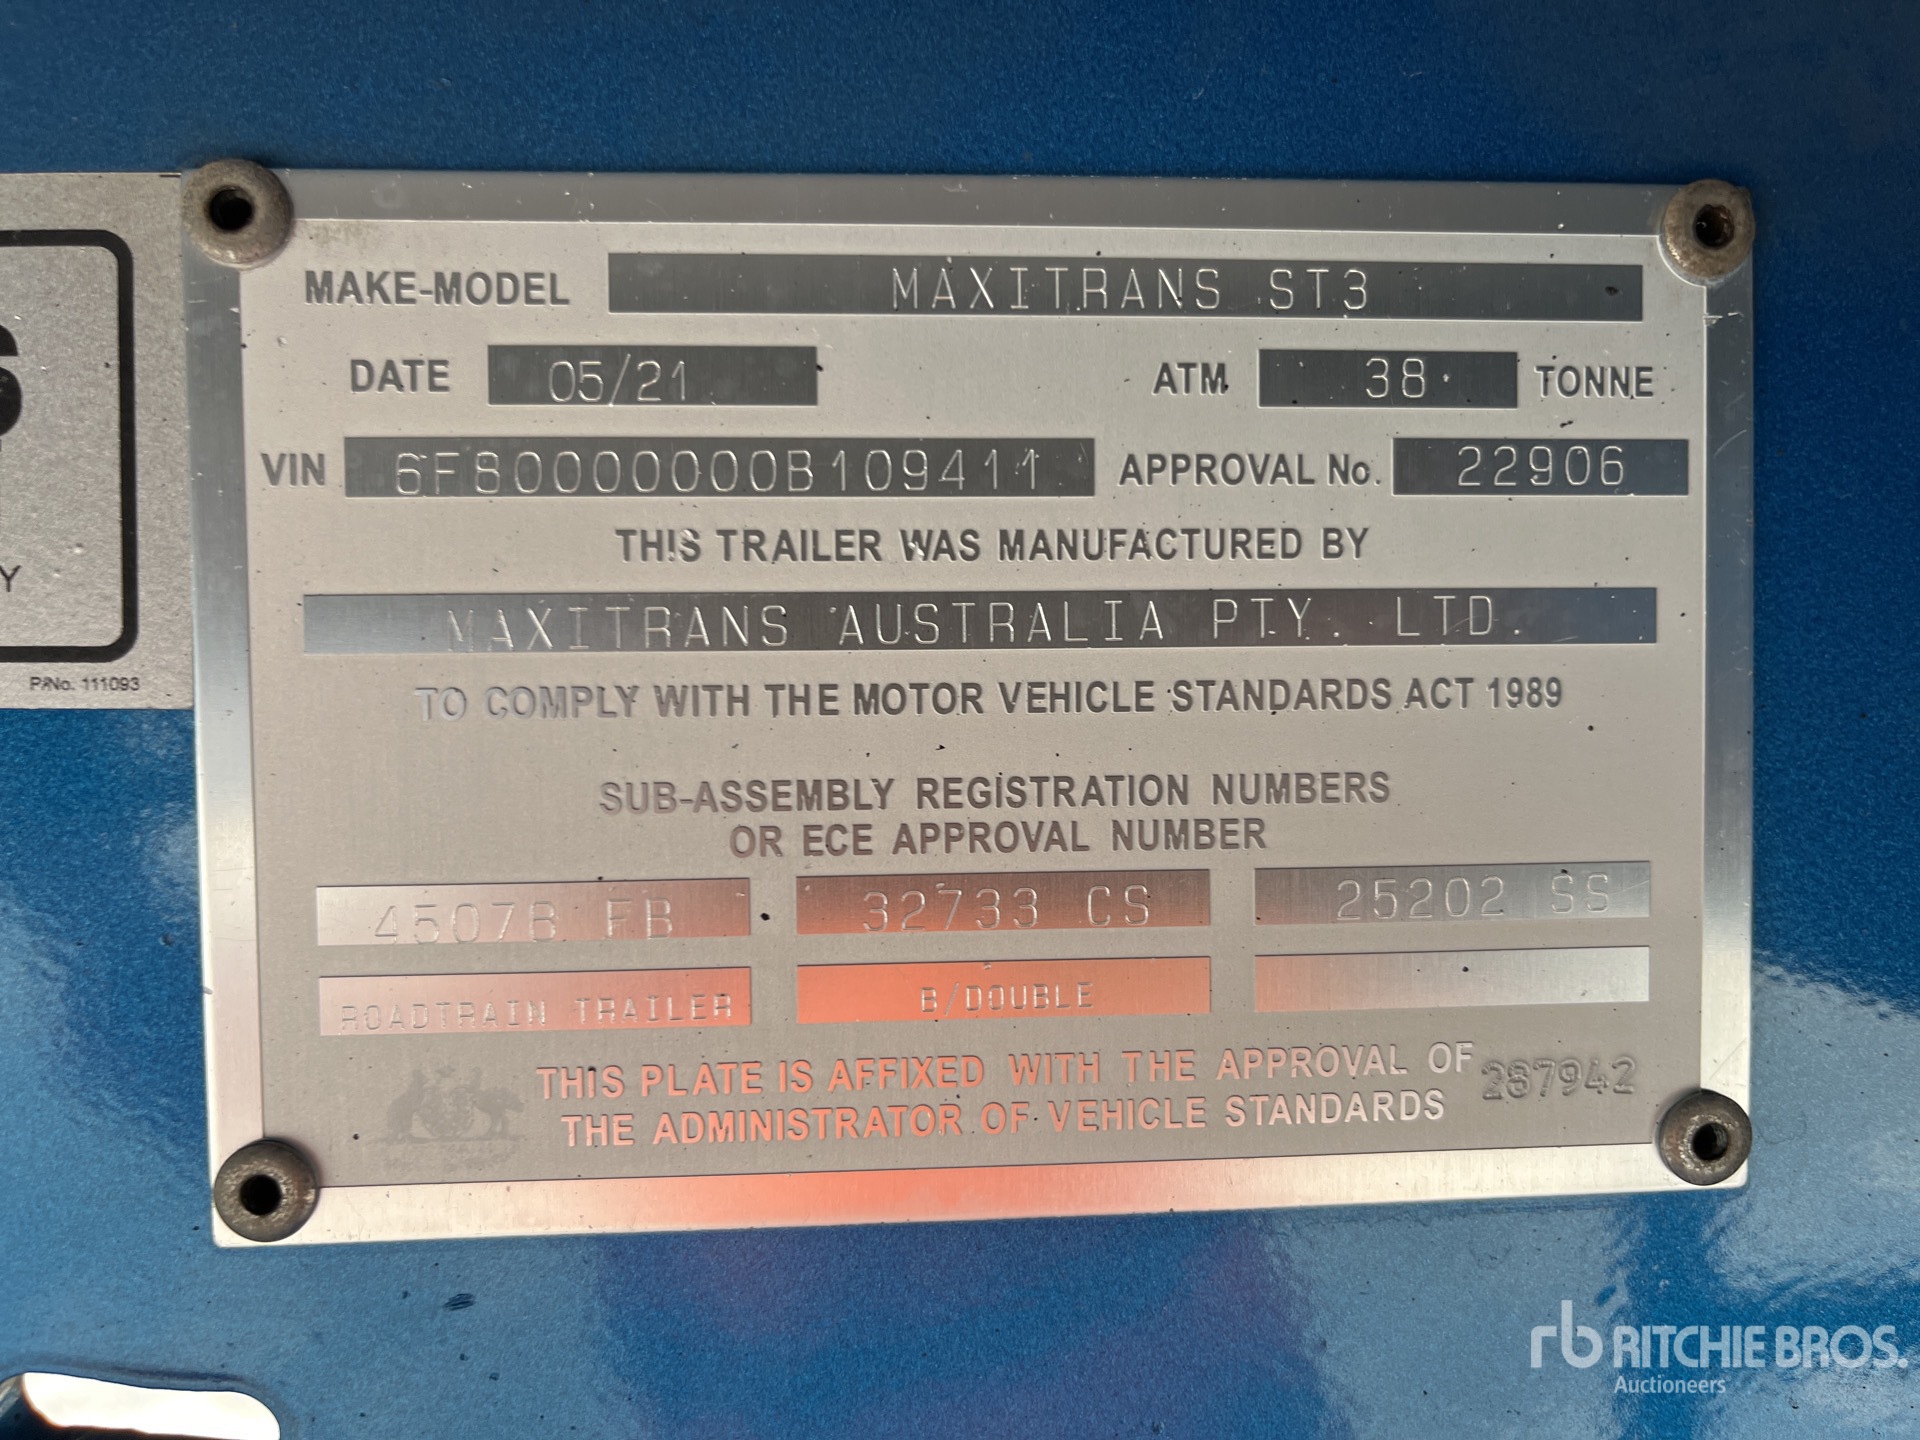 MAKE-MODEL MAXITRANS ST3
DATE 05/21 ATM 38 TONNE
VIN 6F80000000B109411 APPROVAL No. 22906
THIS TRAILER WAS MANUFACTURED BY
MAXITRANS AUSTRALIA PTY. LTD.
TO COMPLY WITH THE MOTOR VEHICLE STANDARDS ACT 1989
SUB-ASSEMBLY REGISTRATION NUMBERS
OR ECE APPROVAL NUMBER
45078 FB 32733 CS 25202 SS
ROADTRAIN TRAILER B/DOUBLE
THIS PLATE IS AFFIXED WITH THE APPROVAL OF
THE ADMINISTRATOR OF VEHICLE STANDARDS
287942
S
Y
P/No. 111093
rb RITCHIE BROS.
Auctioneers